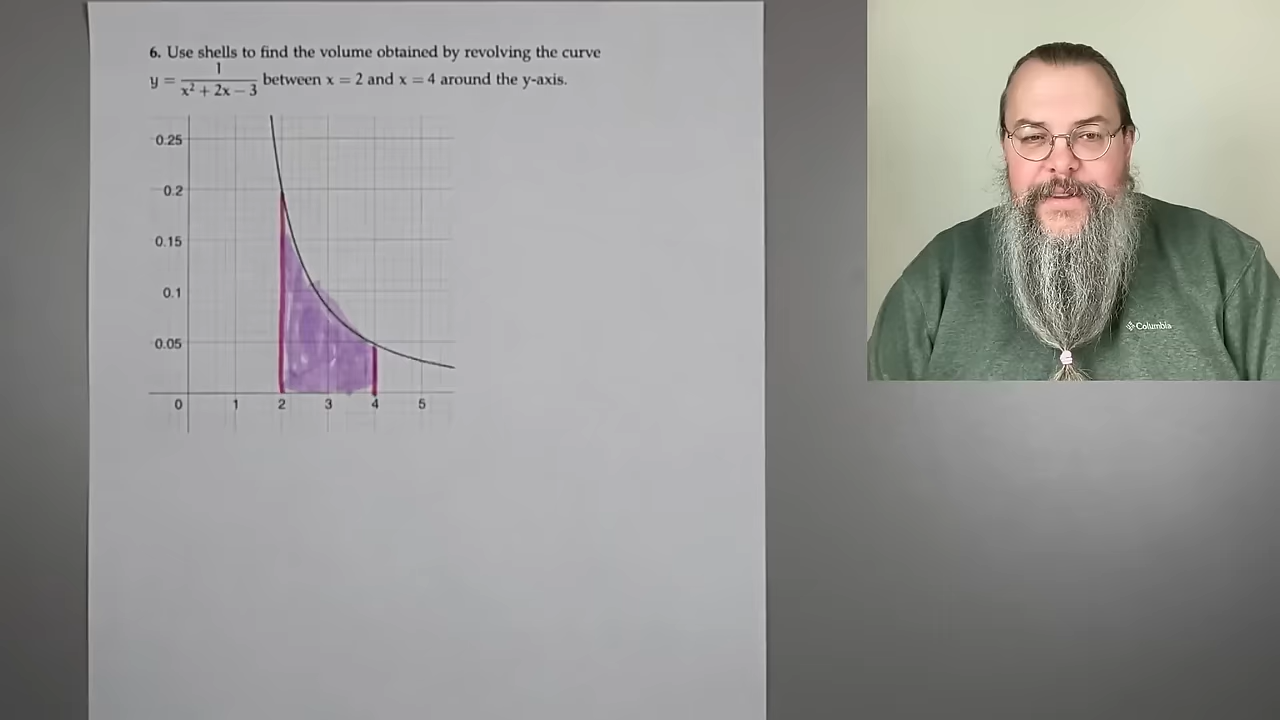 6. Use shells to find the volume obtained by revolving the curve
y = 1 / (x² + 2x − 3) between x = 2 and x = 4 around the y-axis.
0.25
0.2
0.15
0.1
0.05
0 1 2 3 4 5
Columbia